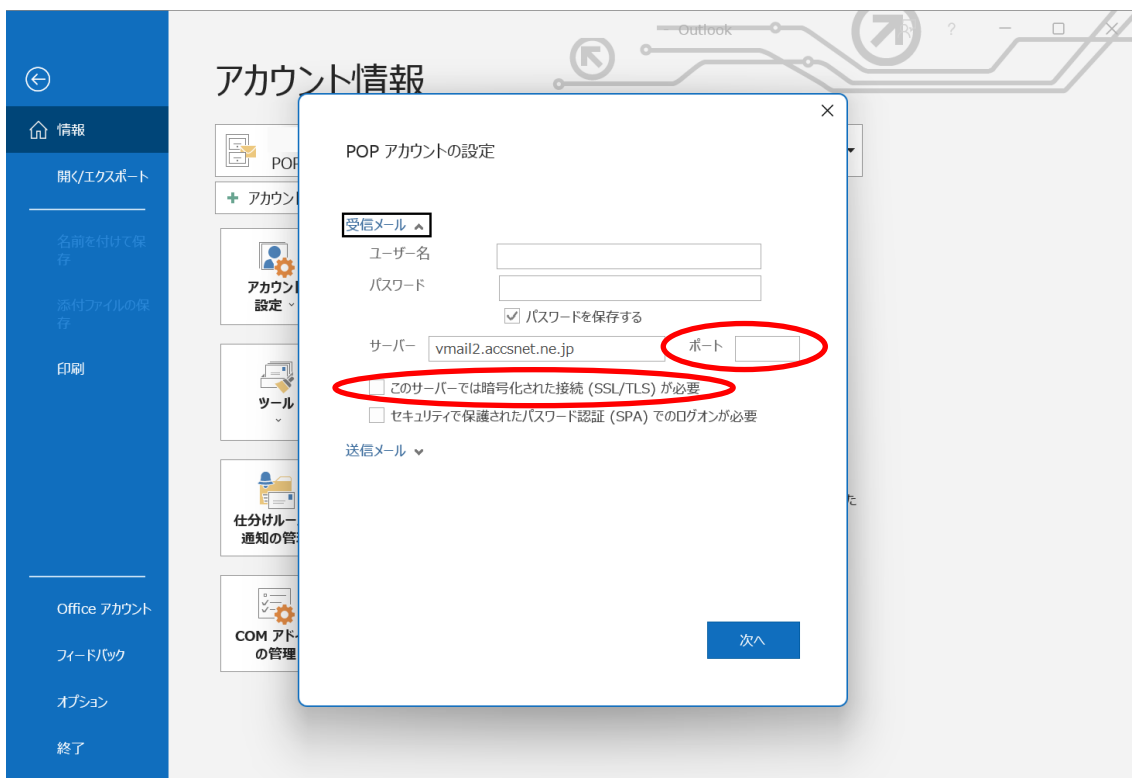 Outlook
?
アカウント情報
情報
開く/エクスポート
名前を付けて保
存
添付ファイルの保
存
印刷
Office アカウント
フィードバック
オプション
終了
POP
アカウン
アカウント
設定
ツール
仕分けルー
通知の管
COM アド
の管理
た
POP アカウントの設定
受信メール
ユーザー名
パスワード
パスワードを保存する
サーバー vmail2.accsnet.ne.jp ポート
このサーバーでは暗号化された接続 (SSL/TLS) が必要
セキュリティで保護されたパスワード認証 (SPA) でのログオンが必要
送信メール
次へ